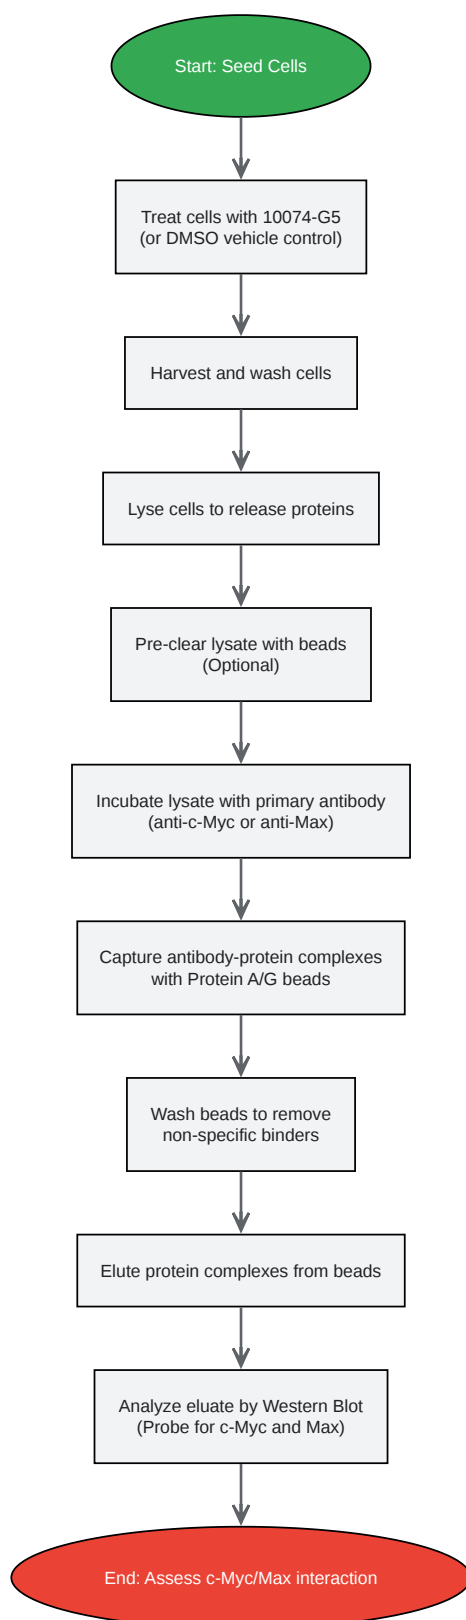 Start: Seed Cells
Treat cells with 10074-G5
(or DMSO vehicle control)
Harvest and wash cells
Lyse cells to release proteins
Pre-clear lysate with beads
(Optional)
Incubate lysate with primary antibody
(anti-c-Myc or anti-Max)
Capture antibody-protein complexes
with Protein A/G beads
Wash beads to remove
non-specific binders
Elute protein complexes from beads
Analyze eluate by Western Blot
(Probe for c-Myc and Max)
End: Assess c-Myc/Max interaction